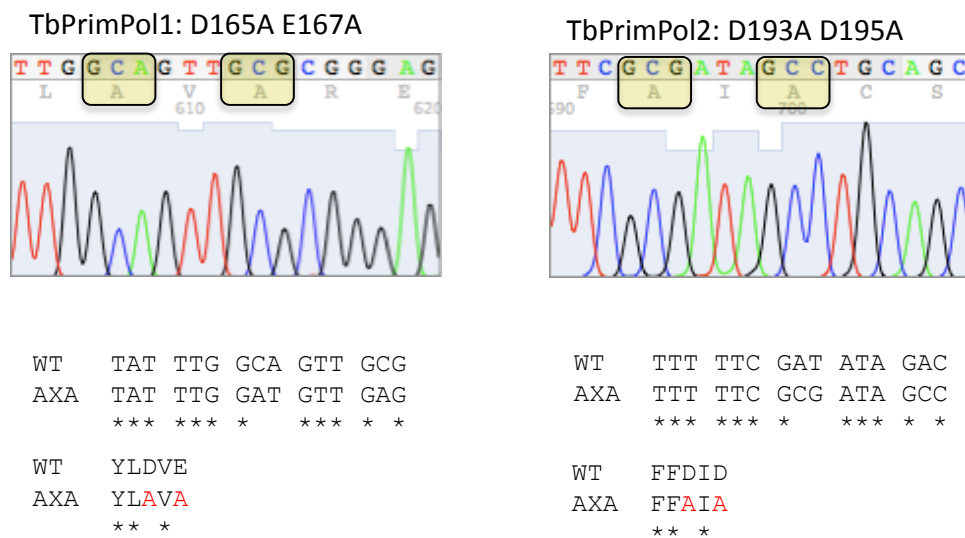 TbPrimPol1: D165A E167A
T T G G C A G T T G C G C G G G A G
L A V A R E
610 620
WT TAT TTG GCA GTT GCG
AXA TAT TTG GAT GTT GAG
*** *** * *** * *
WT YLDVE
AXA YLAVA
** *
TbPrimPol2: D193A D195A
T T C G C G A T A G C C T G C A G C
F A I A C S
690 700
WT TTT TTC GAT ATA GAC
AXA TTT TTC GCG ATA GCC
*** *** * *** * *
WT FFDID
AXA FFAIA
** *